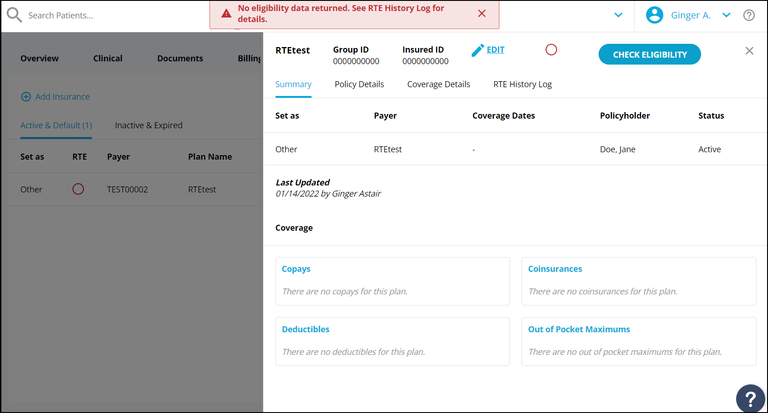 Search Patients...
No eligibility data returned. See RTE History Log for
details.
Ginger A.
Overview Clinical Documents Billing
Add Insurance
Active & Default (1) Inactive & Expired
Set as RTE Payer Plan Name
Other TEST00002 RTEtest
RTEtest Group ID Insured ID EDIT CHECK ELIGIBILITY
0000000000 0000000000
Summary Policy Details Coverage Details RTE History Log
Set as Payer Coverage Dates Policyholder Status
Other RTEtest - Doe, Jane Active
Last Updated
01/14/2022 by Ginger Astair
Coverage
Copays Coinsurances
There are no copays for this plan. There are no coinsurances for this plan.
Deductibles Out of Pocket Maximums
There are no deductibles for this plan. There are no out of pocket maximums for this plan.